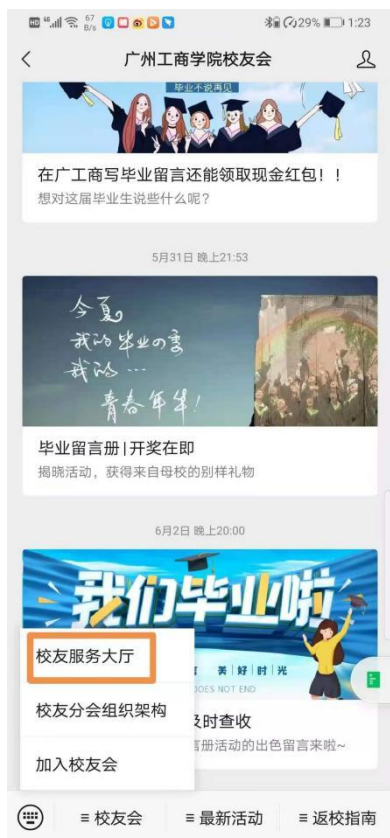 67
B/s
29%
1:23
广州工商学院校友会
毕业不说再见
在广工商写毕业留言还能领取现金红包！！
想对这届毕业生说些什么呢？
5月31日 晚上21:53
今夏
我的毕业の季
我的…
青春年华!
毕业留言册|开奖在即
揭晓活动，获得来自母校的别样礼物
6月2日 晚上20:00
我们毕业啦
美|好|时|光
DOES NOT END
及时查收
言册活动的出色留言来啦~
校友服务大厅
校友分会组织架构
加入校友会
≡ 校友会
≡ 最新活动
≡ 返校指南